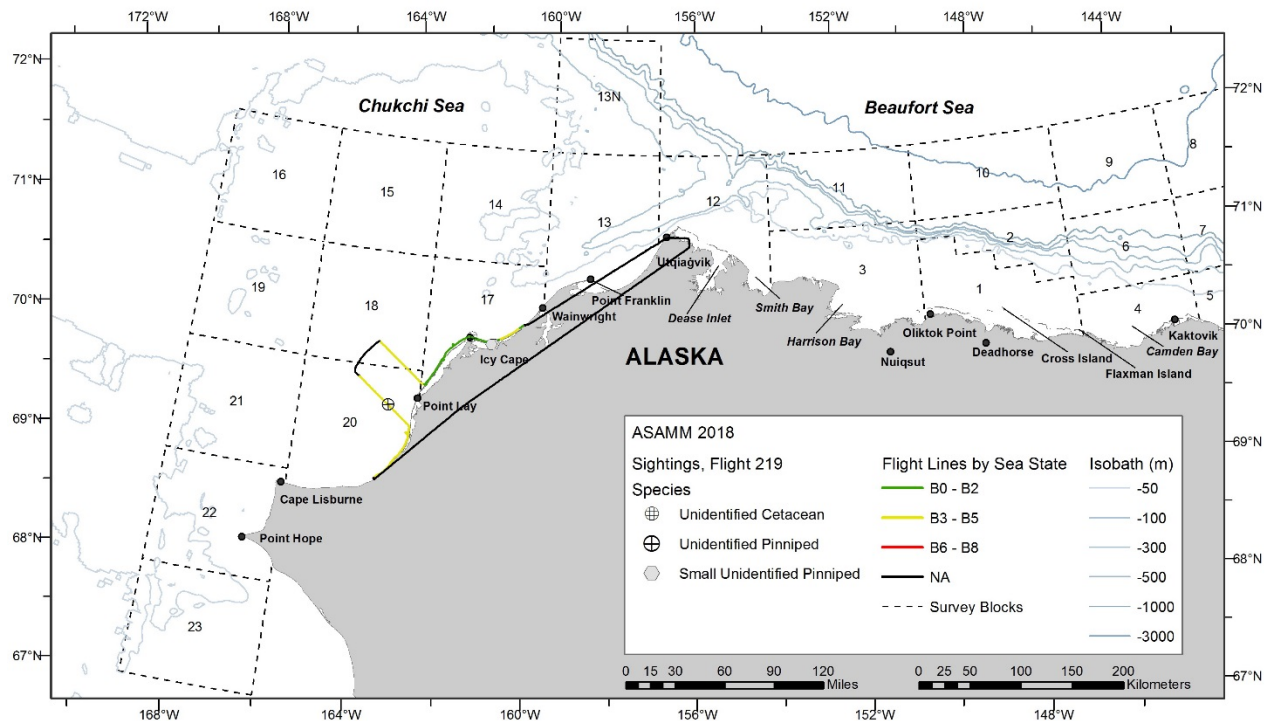 172°W 168°W 164°W 160°W 156°W 152°W 148°W 144°W
72°N 72°N
Chukchi Sea Beaufort Sea
13N
8
9
16
15
10
11
71°N 71°N
14
12
13
2
7
6
Utqiaġvik
3
19
17
18
1
5
4
70°N 70°N
Point Franklin
Wainwright
Dease Inlet
Smith Bay
Harrison Bay
Oliktok Point
Kaktovik
Camden Bay
Icy Cape
ALASKA
Nuiqsut
Deadhorse
Cross Island
Flaxman Island
21
20
Point Lay
69°N 69°N
Cape Lisburne
22
68°N 68°N
Point Hope
23
67°N 67°N
ASAMM 2018
Sightings, Flight 219
Species
Unidentified Cetacean
Unidentified Pinniped
Small Unidentified Pinniped
Flight Lines by Sea State
B0 - B2
B3 - B5
B6 - B8
NA
Survey Blocks
Isobath (m)
-50
-100
-300
-500
-1000
-3000
0 15 30 60 90 120
Miles
0 25 50 100 150 200
Kilometers
168°W 164°W 160°W 156°W 152°W 148°W